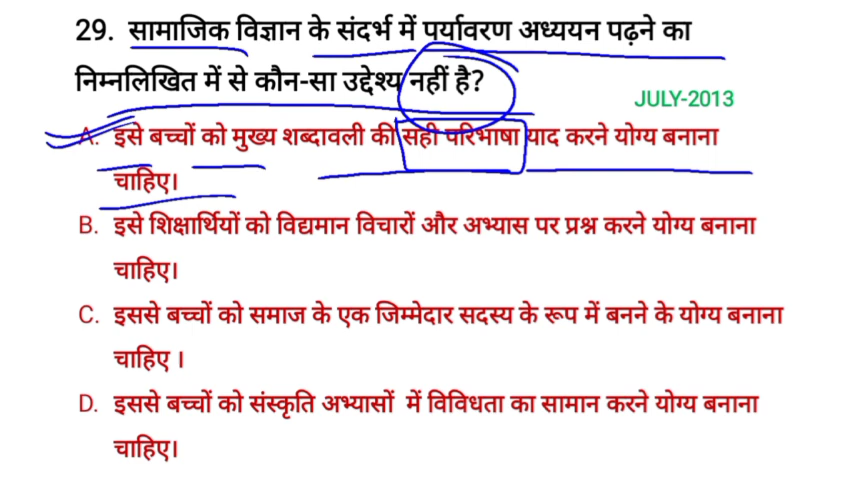 29. सामाजिक विज्ञान के संदर्भ में पर्यावरण अध्ययन पढ़ने का
निम्नलिखित में से कौन-सा उद्देश्य नहीं है?
JULY-2013
A. इसे बच्चों को मुख्य शब्दावली की सही परिभाषा याद करने योग्य बनाना
चाहिए।
B. इसे शिक्षार्थियों को विद्यमान विचारों और अभ्यास पर प्रश्न करने योग्य बनाना
चाहिए।
C. इससे बच्चों को समाज के एक जिम्मेदार सदस्य के रूप में बनने के योग्य बनाना
चाहिए ।
D. इससे बच्चों को संस्कृति अभ्यासों में विविधता का सामान करने योग्य बनाना
चाहिए।